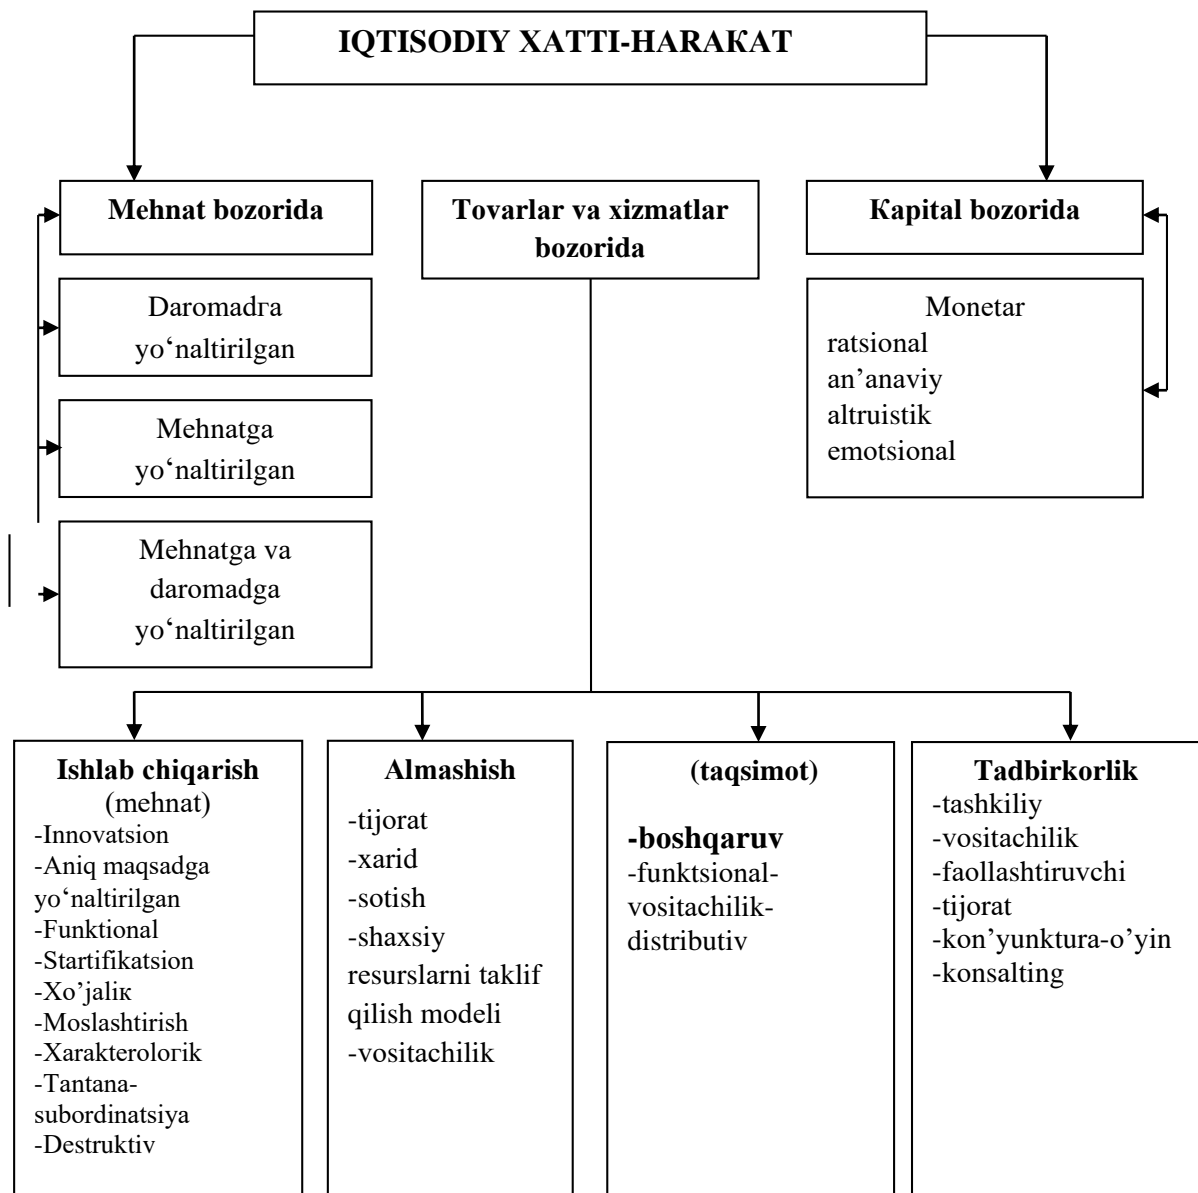 IQTISODIY XATTI-HARAKAT
Mehnat bozorida
Tovarlar va xizmatlar
bozorida
Kapital bozorida
Daromadга
yo‘naltirilgan
Mehnatga
yo‘naltirilgan
Mehnatga va
daromadga
yo‘naltirilgan
Monetar
ratsional
an’anaviy
altruistik
emotsional
Ishlab chiqarish
(mehnat)
-Innovatsion
-Aniq maqsadga
yo‘naltirilgan
-Funktional
-Startifikatsion
-Xo’jaliк
-Moslashtirish
-Xarakteroloгik
-Tantana-
subordinatsiya
-Destruktiv
Almashish
-tijorat
-xarid
-sotish
-shaxsiy
resurslarni taklif
qilish modeli
-vositachilik
(taqsimot)
-boshqaruv
-funktsional-
vositachilik-
distributiv
Tadbirkorlik
-tashkiliy
-vositachilik
-faollashtiruvchi
-tijorat
-kon’yunktura-o’yin
-konsalting